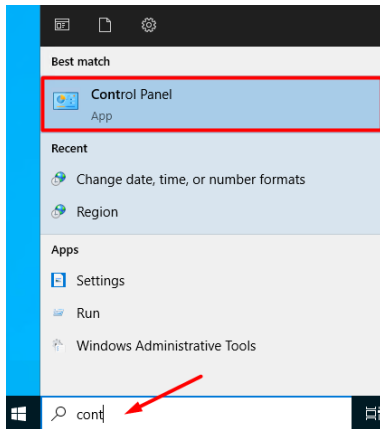 Best match
Control Panel
App
Recent
Change date, time, or number formats
Region
Apps
Settings
Run
Windows Administrative Tools
cont